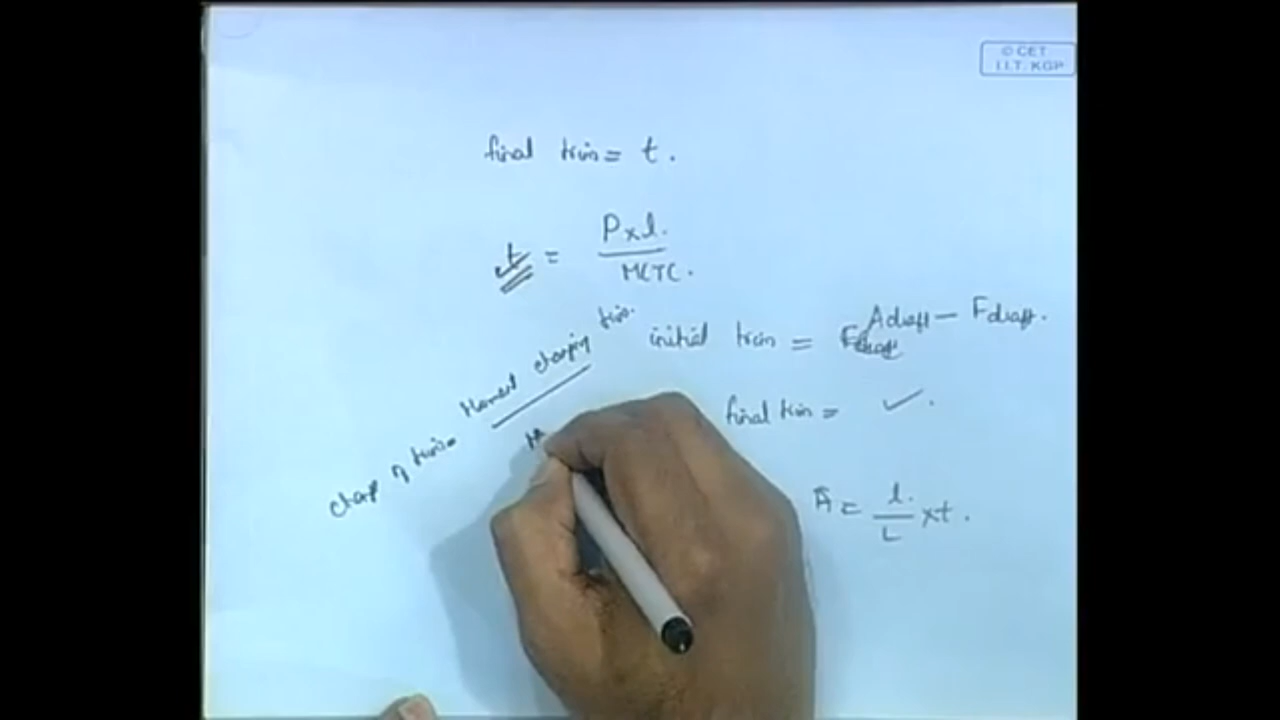 © CET
I.I.T. KGP
final trim = t.
t = P x l. / MCTC.
initial trim = Adraft - Fdraft.
final trim = ✓.
change of trim = Moment changing trim / M
A = l. / L x t.